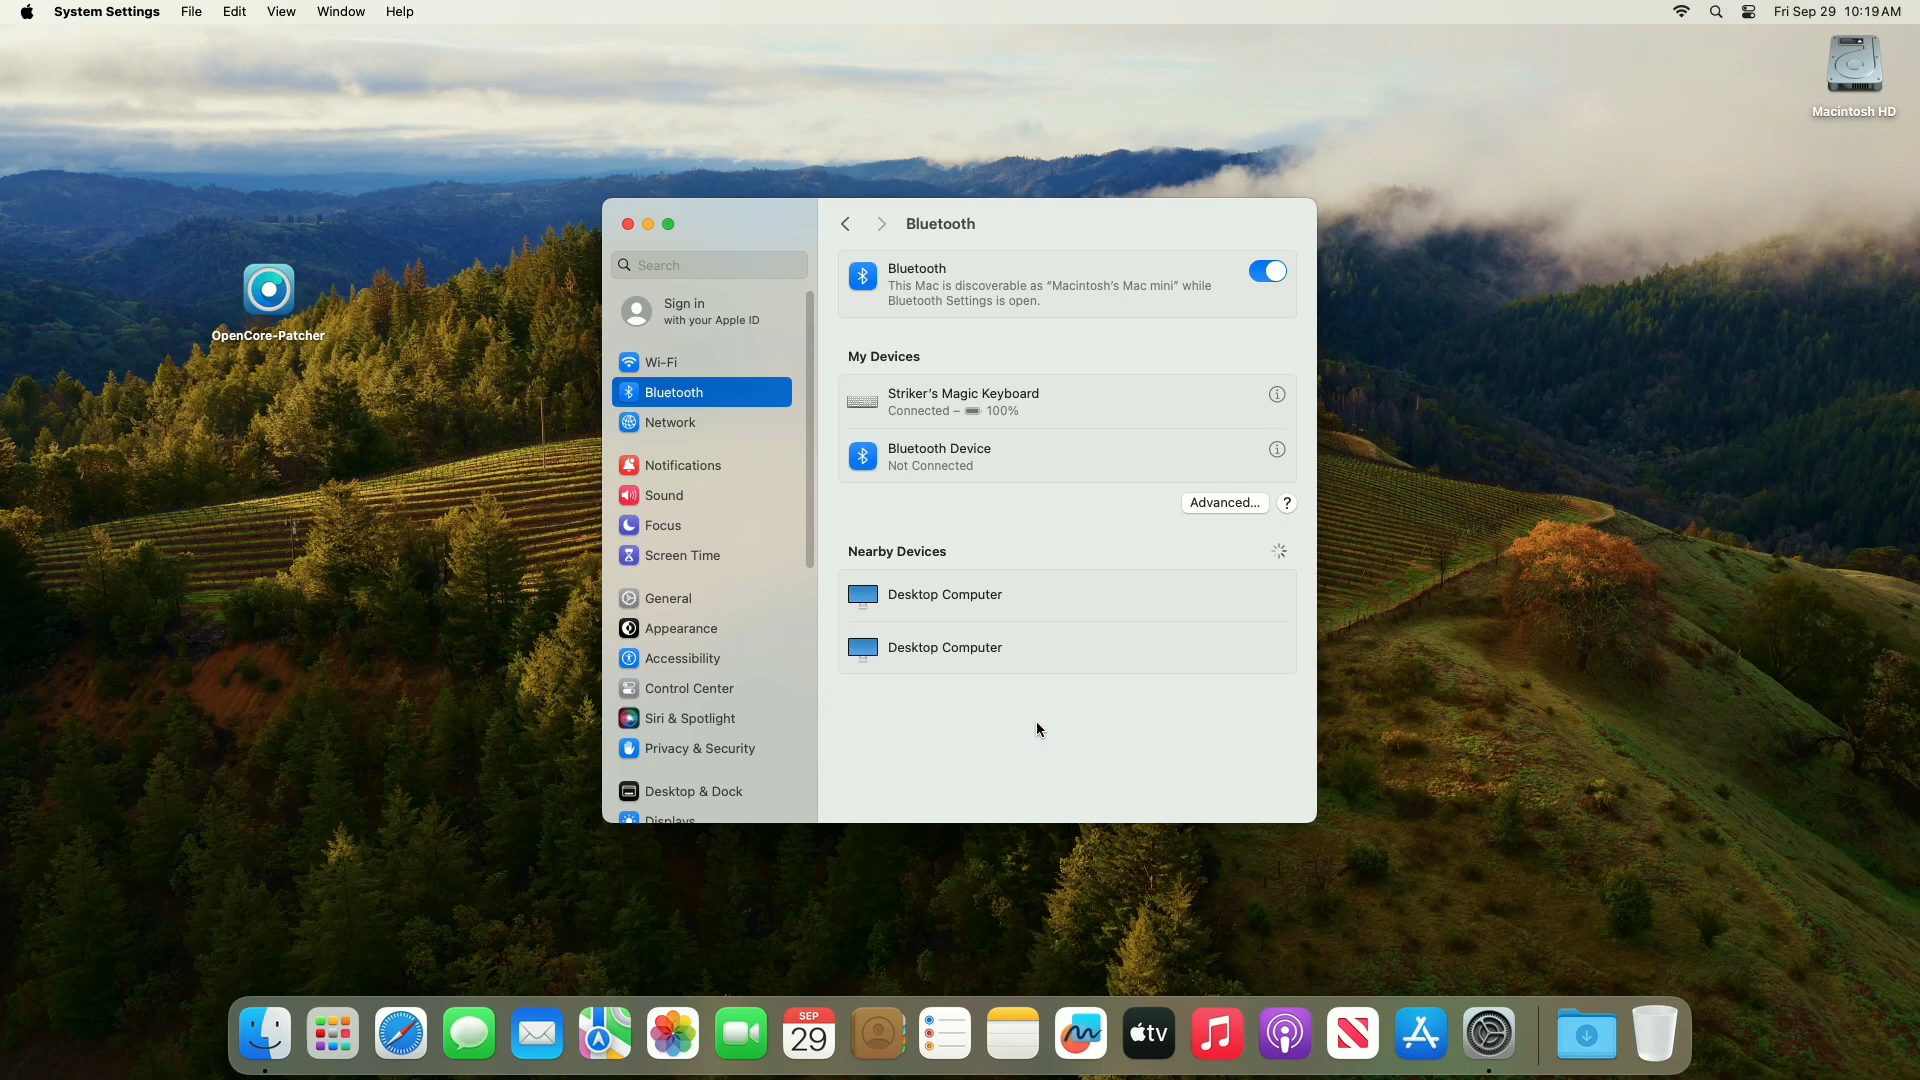 System Settings File Edit View Window Help Fri Sep 29 10:19 AM
Macintosh HD
OpenCore-Patcher
Search
Sign in
with your Apple ID
Wi-Fi
Bluetooth
Network
Notifications
Sound
Focus
Screen Time
General
Appearance
Accessibility
Control Center
Siri & Spotlight
Privacy & Security
Desktop & Dock
Displays
Bluetooth
Bluetooth
This Mac is discoverable as “Macintosh’s Mac mini” while
Bluetooth Settings is open.
My Devices
Striker’s Magic Keyboard
Connected – 100%
Bluetooth Device
Not Connected
Advanced... ?
Nearby Devices
Desktop Computer
Desktop Computer
SEP
29
tv